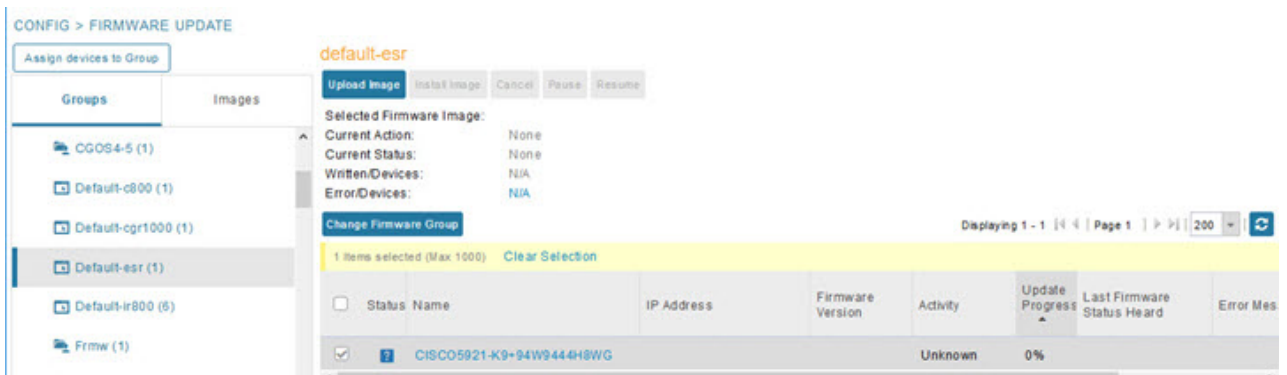 CONFIG > FIRMWARE UPDATE
Assign devices to Group
Groups Images
CGOS4-5 (1)
Default-c800 (1)
Default-cgr1000 (1)
Default-esr (1)
Default-ir800 (6)
Frmw (1)
default-esr
Upload Image Install Image Cancel Pause Resume
Selected Firmware Image:
Current Action: None
Current Status: None
Written/Devices: N/A
Error/Devices: N/A
Change Firmware Group Displaying 1 - 1 | Page 1 | 200
1 Items selected (Max 1000) Clear Selection
Status Name IP Address Firmware Version Activity Update Progress Last Firmware Status Heard Error Mes
CISCO5921-K9+94W9444H8WG Unknown 0%